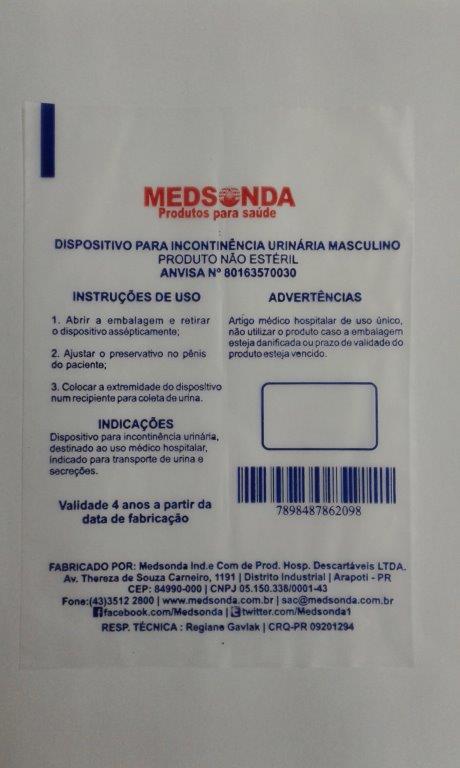 MEDSONDA
Produtos para saúde
DISPOSITIVO PARA INCONTINÊNCIA URINÁRIA MASCULINO
PRODUTO NÃO ESTÉRIL
ANVISA Nº 80163570030
INSTRUÇÕES DE USO
1. Abrir a embalagem e retirar
o dispositivo assépticamente;
2. Ajustar o preservativo no pênis
do paciente;
3. Colocar a extremidade do dispositivo
num recipiente para coleta de urina.
INDICAÇÕES
Dispositivo para incontinência urinária,
destinado ao uso médico hospitalar,
indicado para transporte de urina e
secreções.
Validade 4 anos a partir da
data de fabricação
ADVERTÊNCIAS
Artigo médico hospitalar de uso único,
não utilizar o produto caso a embalagem
esteja danificada ou prazo de validade do
produto esteja vencido.
7898487862098
FABRICADO POR: Medsonda Ind.e Com de Prod. Hosp. Descartáveis LTDA.
Av. Thereza de Souza Carneiro, 1191 | Distrito Industrial | Arapoti - PR
CEP: 84990-000 | CNPJ 05.150.338/0001-43
Fone:(43)3512 2800 | www.medsonda.com.br | sac@medsonda.com.br
facebook.com/Medsonda | twitter.com/Medsonda1
RESP. TÉCNICA : Regiane Gavlak | CRQ-PR 09201294